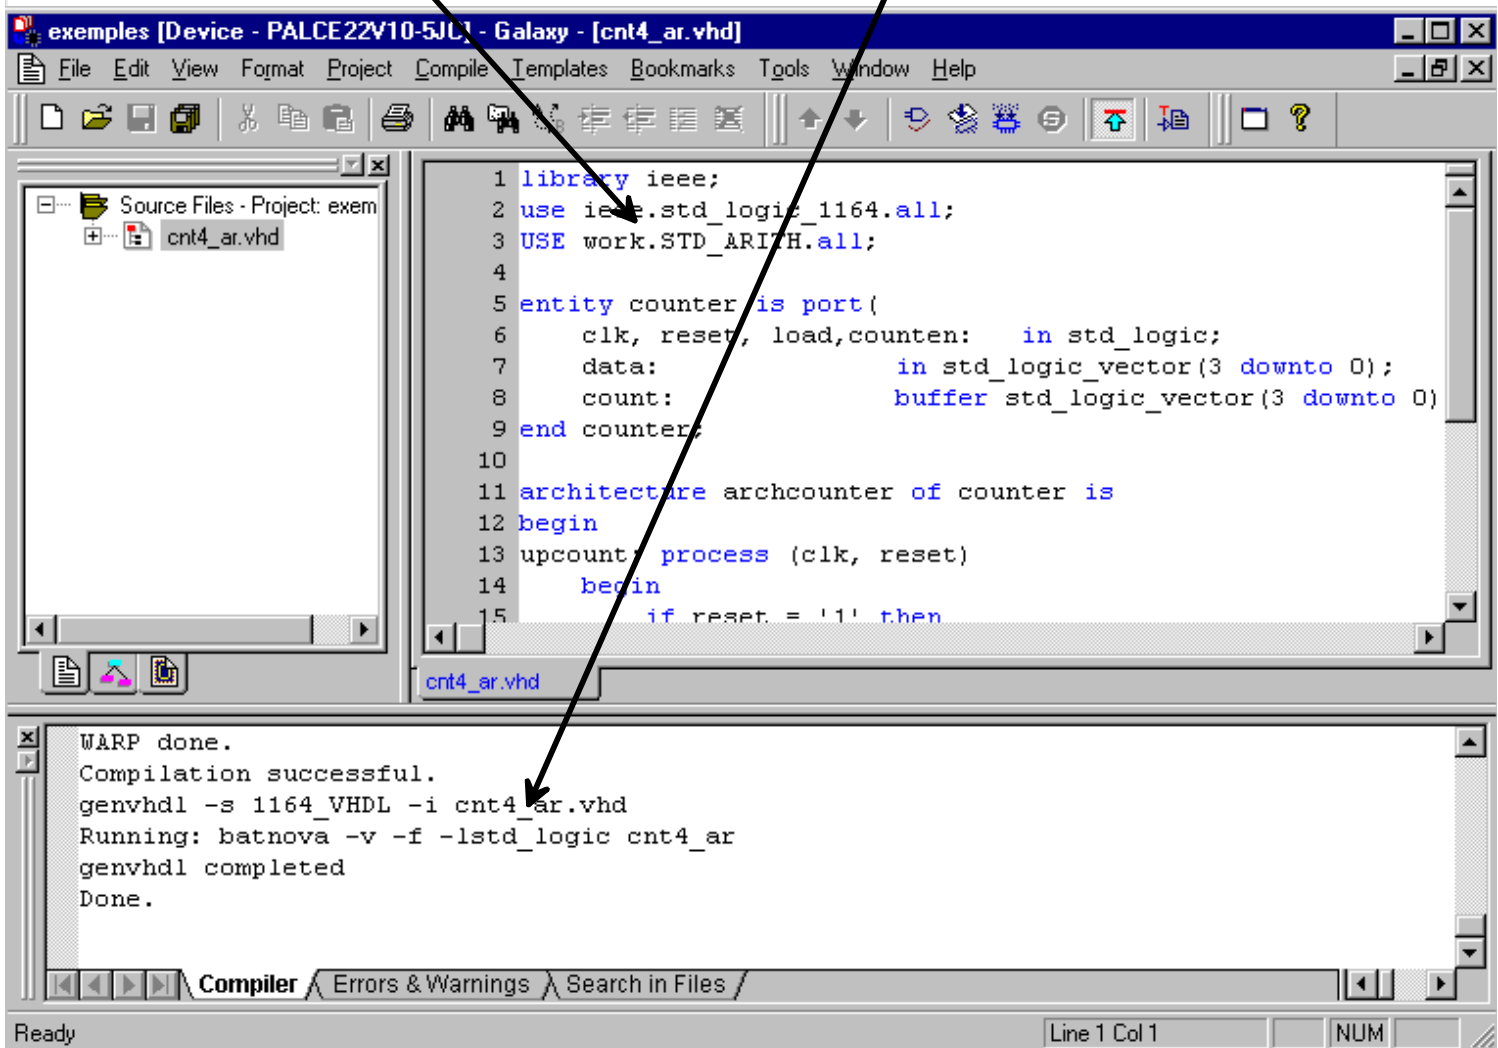 exemples [Device - PALCE22V10-5JC] - Galaxy - [cnt4_ar.vhd]
File Edit View Format Project Compile Templates Bookmarks Tools Window Help
Source Files - Project: exem
cnt4_ar.vhd
1 library ieee;
2 use ieee.std_logic_1164.all;
3 USE work.STD_ARITH.all;
4
5 entity counter is port(
6 clk, reset, load,counten: in std_logic;
7 data: in std_logic_vector(3 downto 0);
8 count: buffer std_logic_vector(3 downto 0)
9 end counter;
10
11 architecture archcounter of counter is
12 begin
13 upcount: process (clk, reset)
14 begin
15 if reset = '1' then
cnt4_ar.vhd
WARP done.
Compilation successful.
genvhdl -s 1164_VHDL -i cnt4_ar.vhd
Running: batnova -v -f -lstd_logic cnt4_ar
genvhdl completed
Done.
Compiler Errors & Warnings Search in Files
Ready Line 1 Col 1 NUM